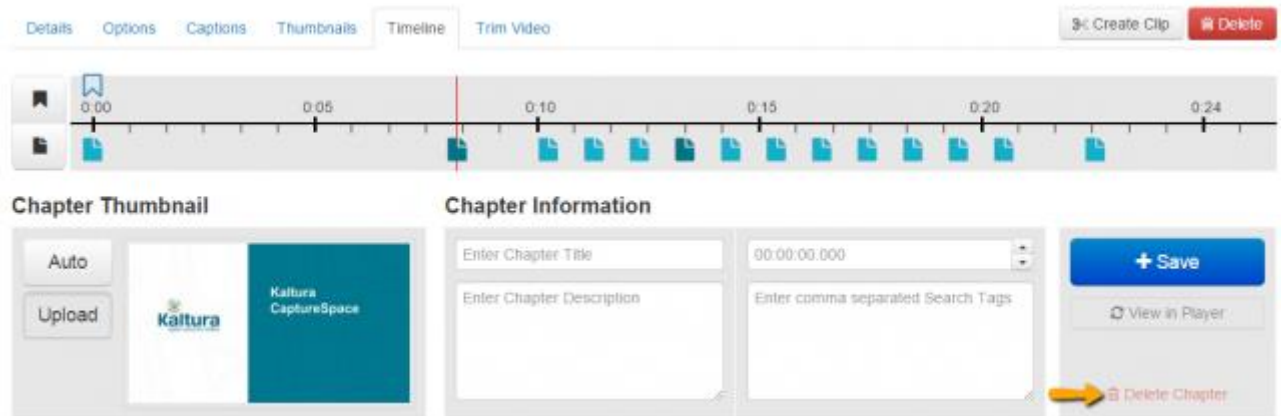 Details Options Captions Thumbnails Timeline Trim Video Create Clip Delete
0:00 0:05 0:10 0:15 0:20 0:24
Chapter Thumbnail Chapter Information
Auto
Upload
Kaltura
Kaltura
CaptureSpace
Enter Chapter Title 00:00:00.000
Enter Chapter Description Enter comma separated Search Tags
+ Save
View in Player
Delete Chapter